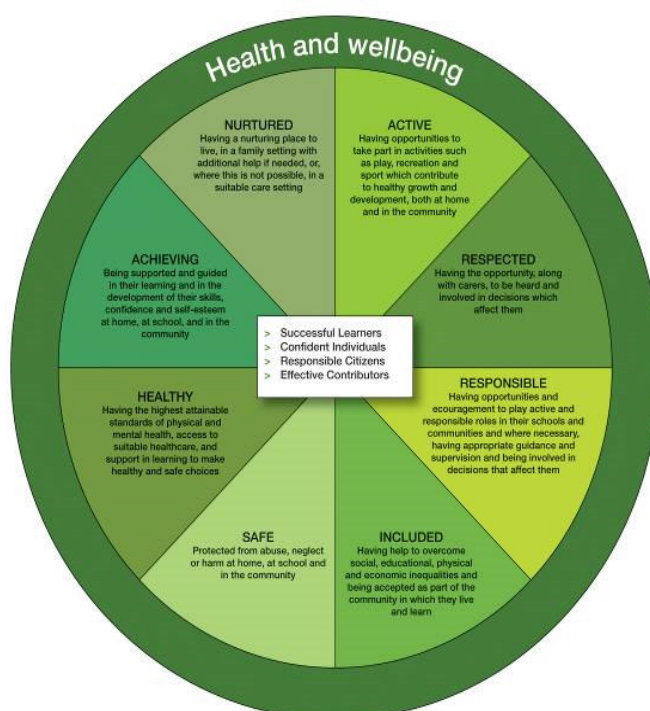 Health and wellbeing
NURTURED
Having a nurturing place to
live, in a family setting with
additional help if needed, or,
where this is not possible, in a
suitable care setting
ACTIVE
Having opportunities to
take part in activities such
as play, recreation and
sport which contribute
to healthy growth and
development, both at home
and in the community
ACHIEVING
Being supported and guided
in their learning and in the
development of their skills,
confidence and self-esteem
at home, at school, and in the
community
RESPECTED
Having the opportunity, along
with carers, to be heard and
involved in decisions which
affect them
> Successful Learners
> Confident Individuals
> Responsible Citizens
> Effective Contributors
HEALTHY
Having the highest attainable
standards of physical and
mental health, access to
suitable healthcare, and
support in learning to make
healthy and safe choices
RESPONSIBLE
Having opportunities and
ecouragement to play active and
responsible roles in their schools and
communities and where necessary,
having appropriate guidance and
supervision and being involved in
decisions that affect them
SAFE
Protected from abuse, neglect
or harm at home, at school and
in the community
INCLUDED
Having help to overcome
social, educational, physical
and economic inequalities and
being accepted as part of the
community in which they live
and learn